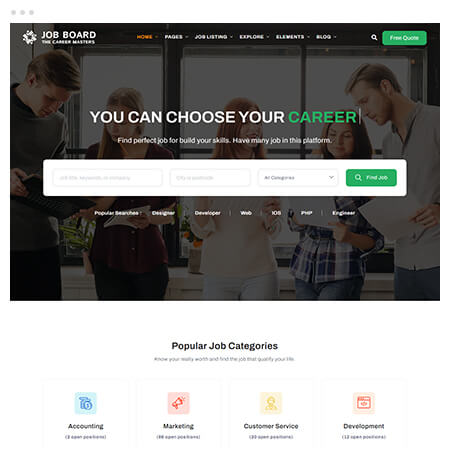 JOB BOARD
THE CAREER MASTERS
HOME PAGES JOB LISTING EXPLORE ELEMENTS BLOG
Free Quote
YOU CAN CHOOSE YOUR CAREER
Find perfect job for build your skills. Have many job in this platform.
Job title, keywords, or company
City or postcode
All Categories
Find Job
Popular Searches : Designer | Developer | Web | IOS | PHP | Engineer
Popular Job Categories
Know your really worth and find the job that qualify your life
Accounting
(2 open positions)
Marketing
(86 open positions)
Customer Service
(20 open positions)
Development
(12 open positions)